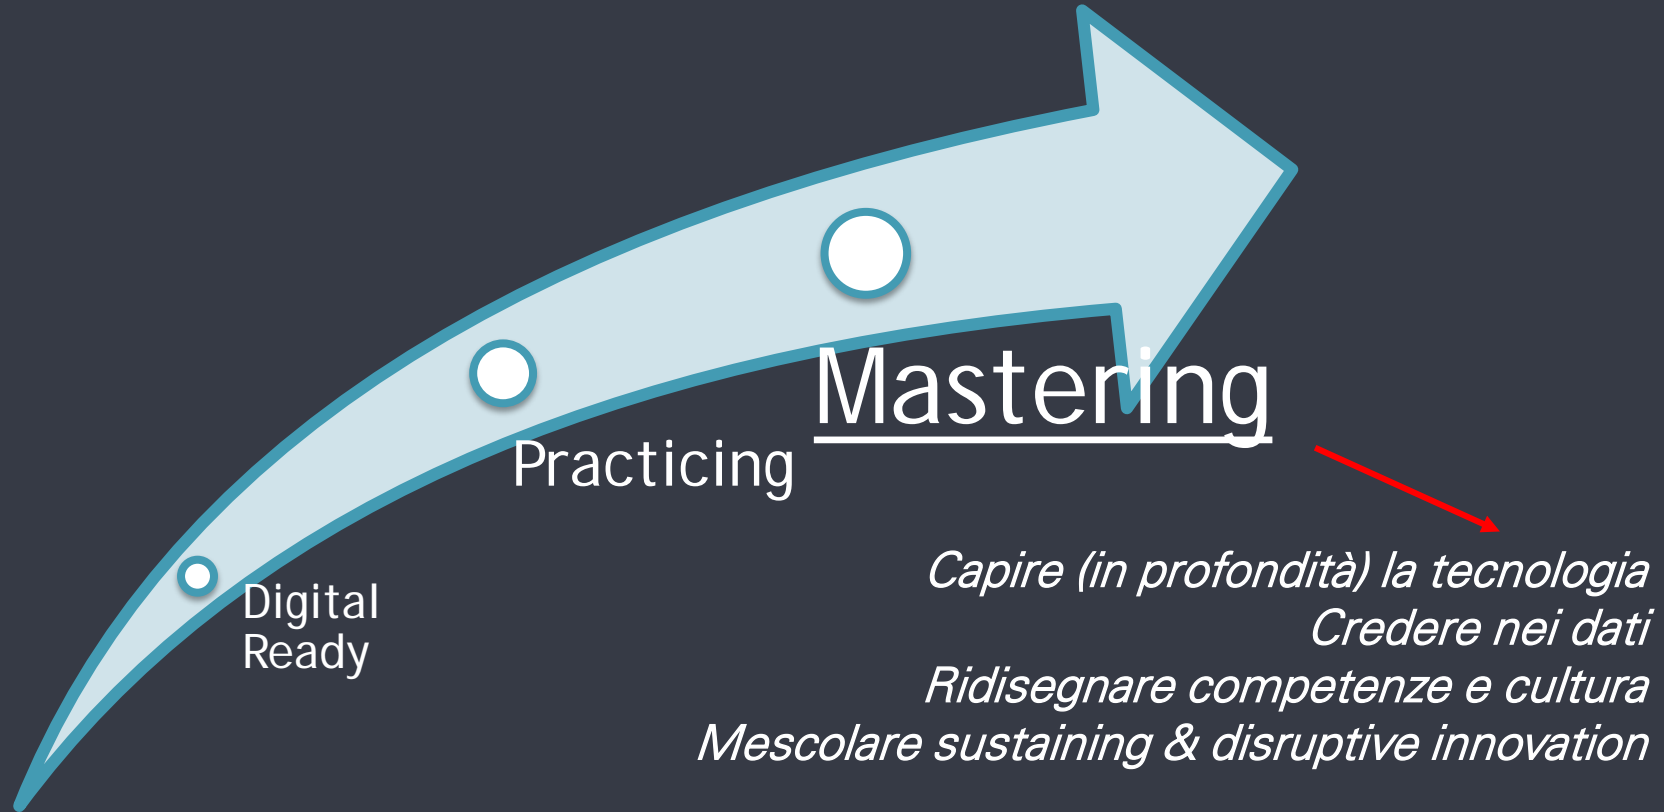 Mastering
Practicing
Digital
Ready
Capire (in profondità) la tecnologia
Credere nei dati
Ridisegnare competenze e cultura
Mescolare sustaining & disruptive innovation